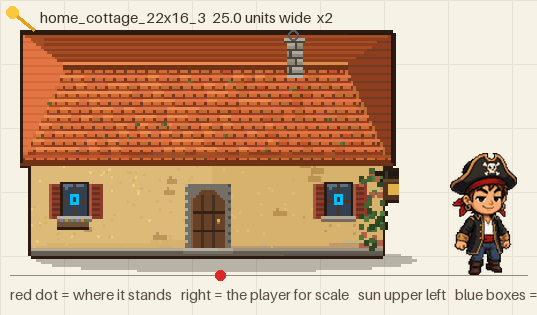 home_cottage_22x16_3 25.0 units wide x2
red dot = where it stands right = the player for scale sun upper left blue boxes =